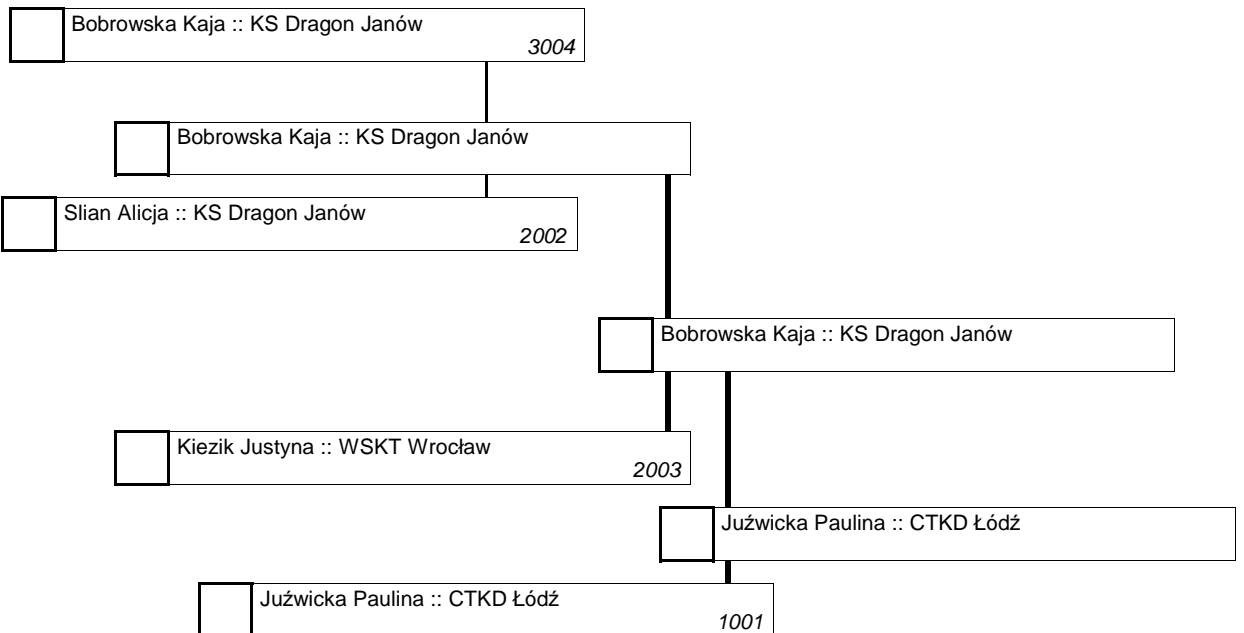 Bobrowska Kaja :: KS Dragon Janów
3004
Bobrowska Kaja :: KS Dragon Janów
Slian Alicja :: KS Dragon Janów
2002
Bobrowska Kaja :: KS Dragon Janów
Kiezik Justyna :: WSKT Wrocław
2003
Juźwicka Paulina :: CTKD Łódź
Juźwicka Paulina :: CTKD Łódź
1001